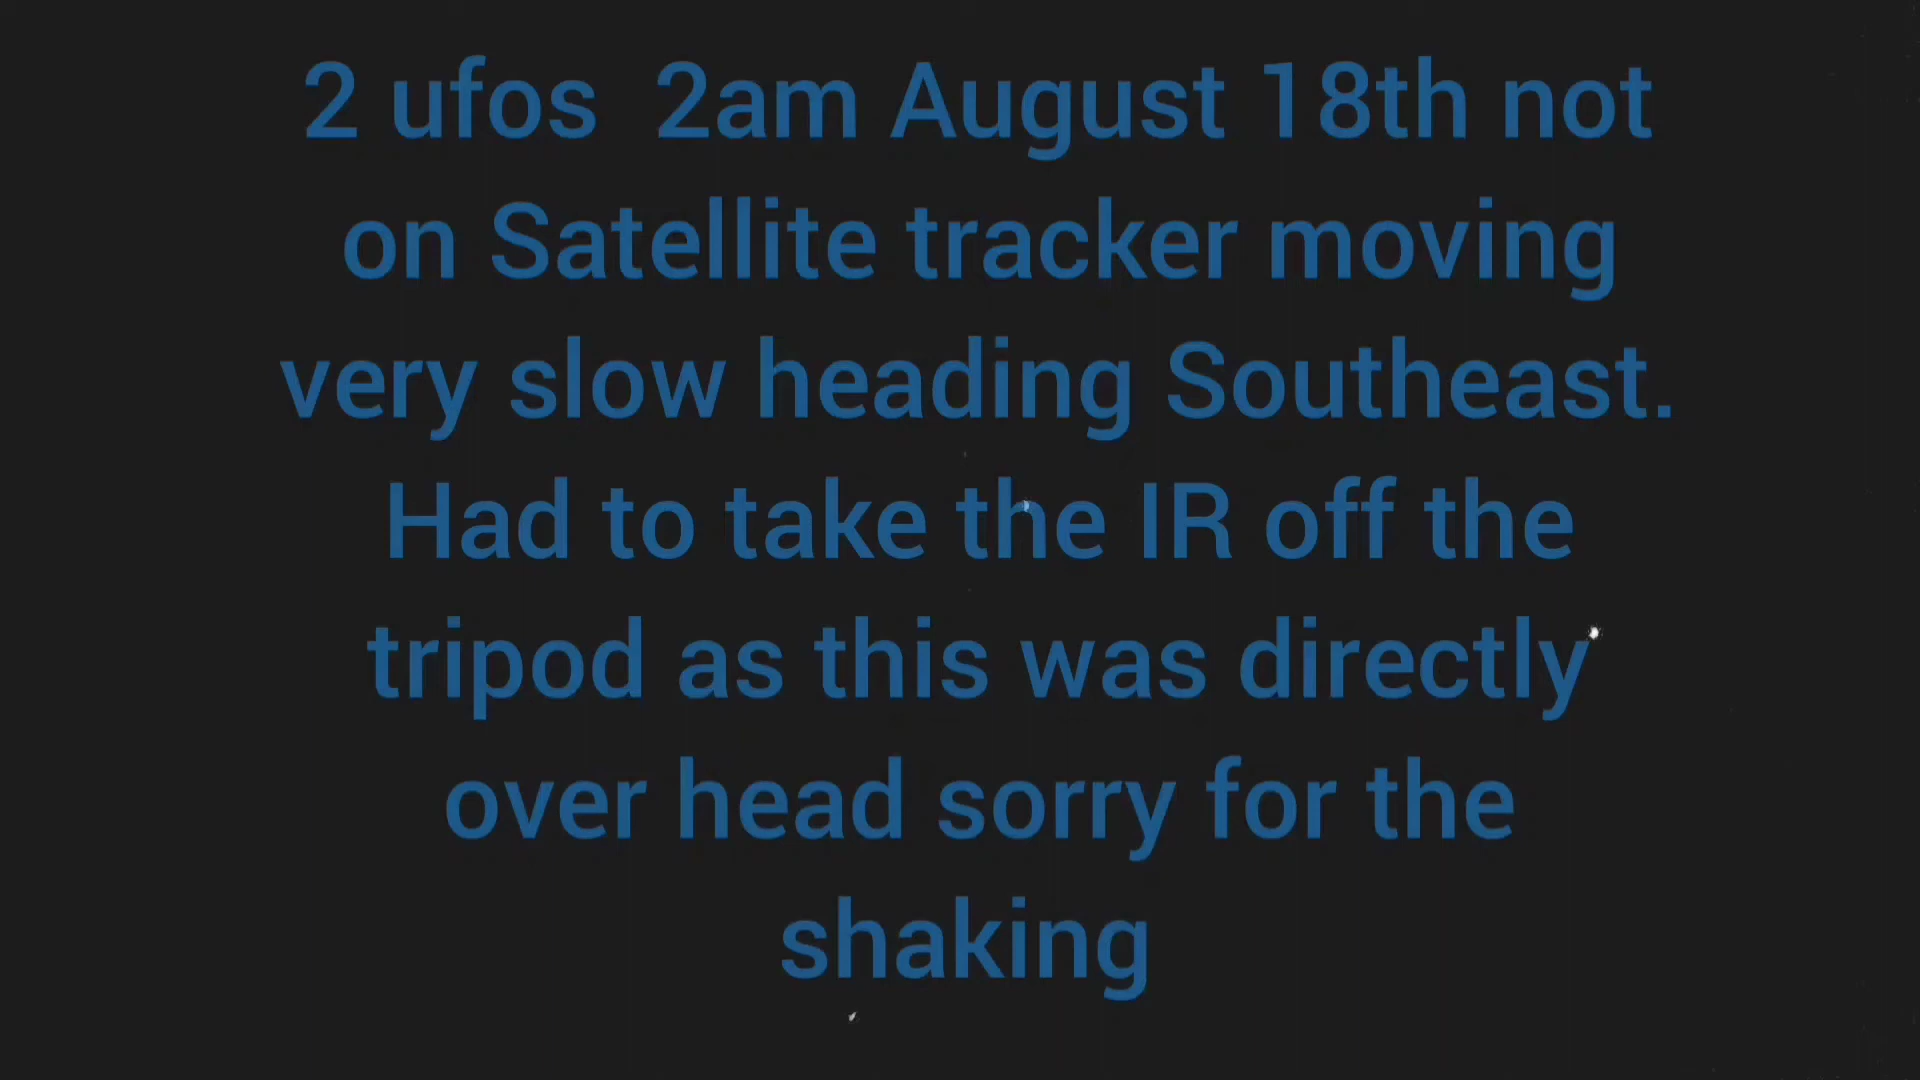 2 ufos  2am August 18th not
on Satellite tracker moving
very slow heading Southeast.
Had to take the IR off the
tripod as this was directly
over head sorry for the
shaking